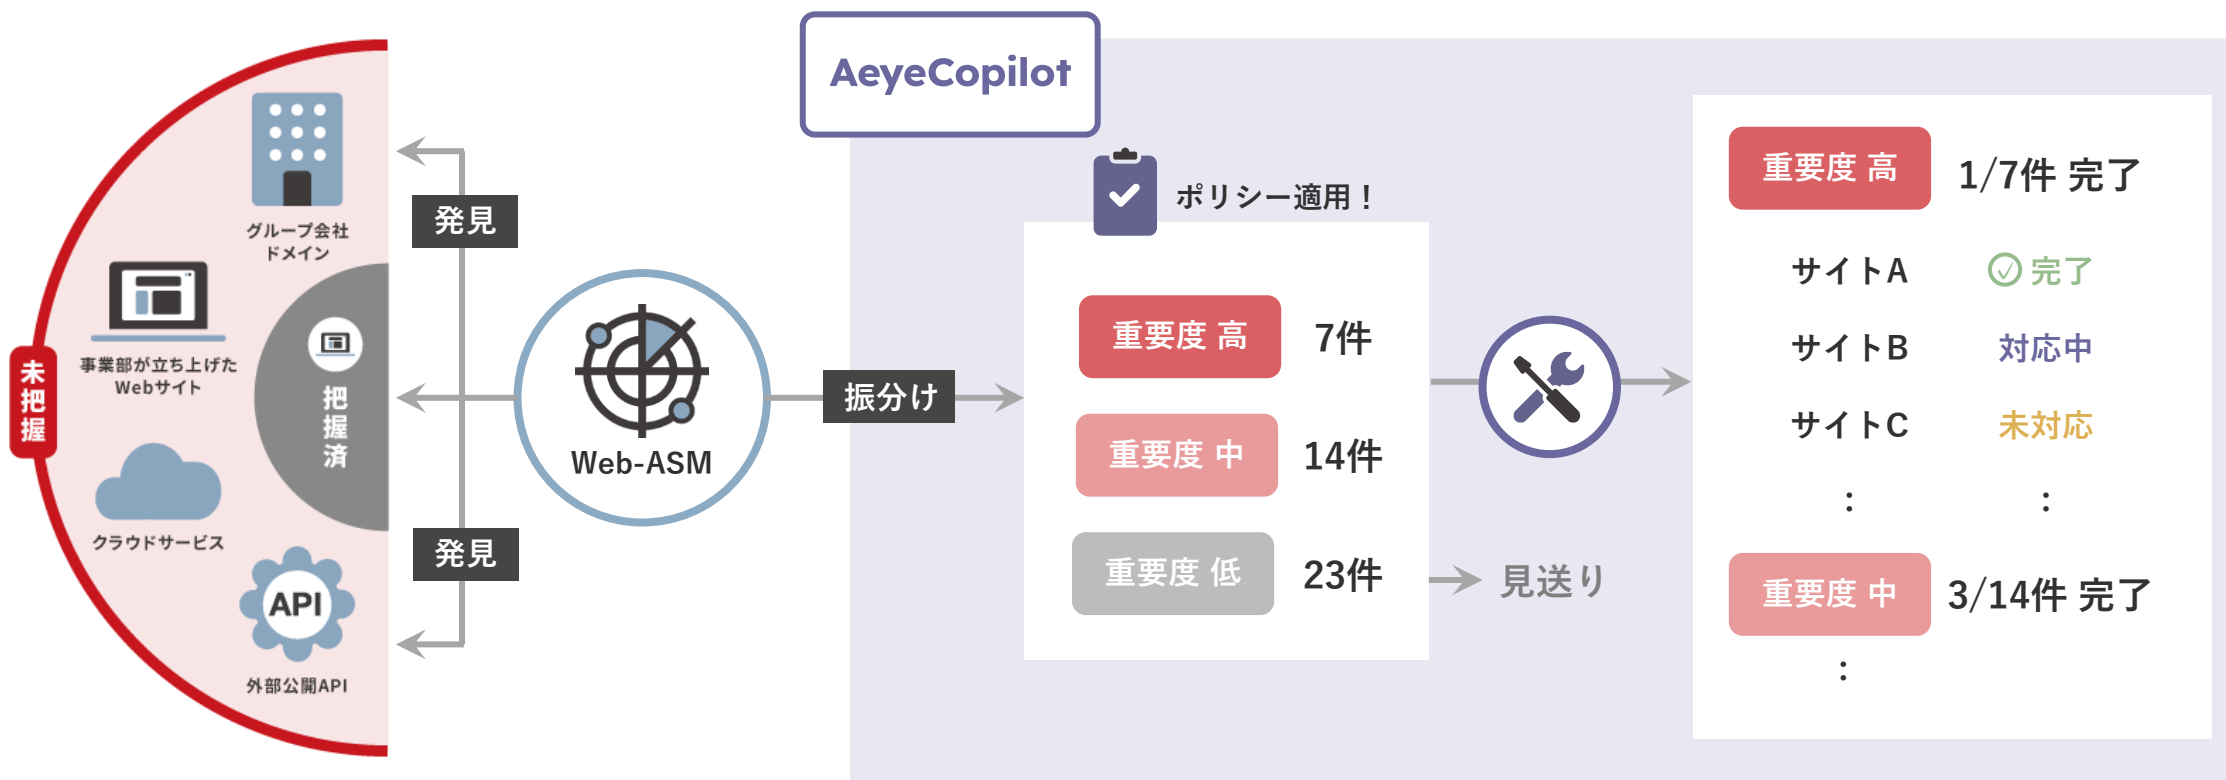 未把握
グループ会社
ドメイン
事業部が立ち上げた
Webサイト
クラウドサービス
API
外部公開API
把握済
発見
発見
Web-ASM
振分け
AeyeCopilot
ポリシー適用！
重要度 高 7件
重要度 中 14件
重要度 低 23件
見送り
重要度 高 1/7件 完了
サイトA 完了
サイトB 対応中
サイトC 未対応
： ：
重要度 中 3/14件 完了
：